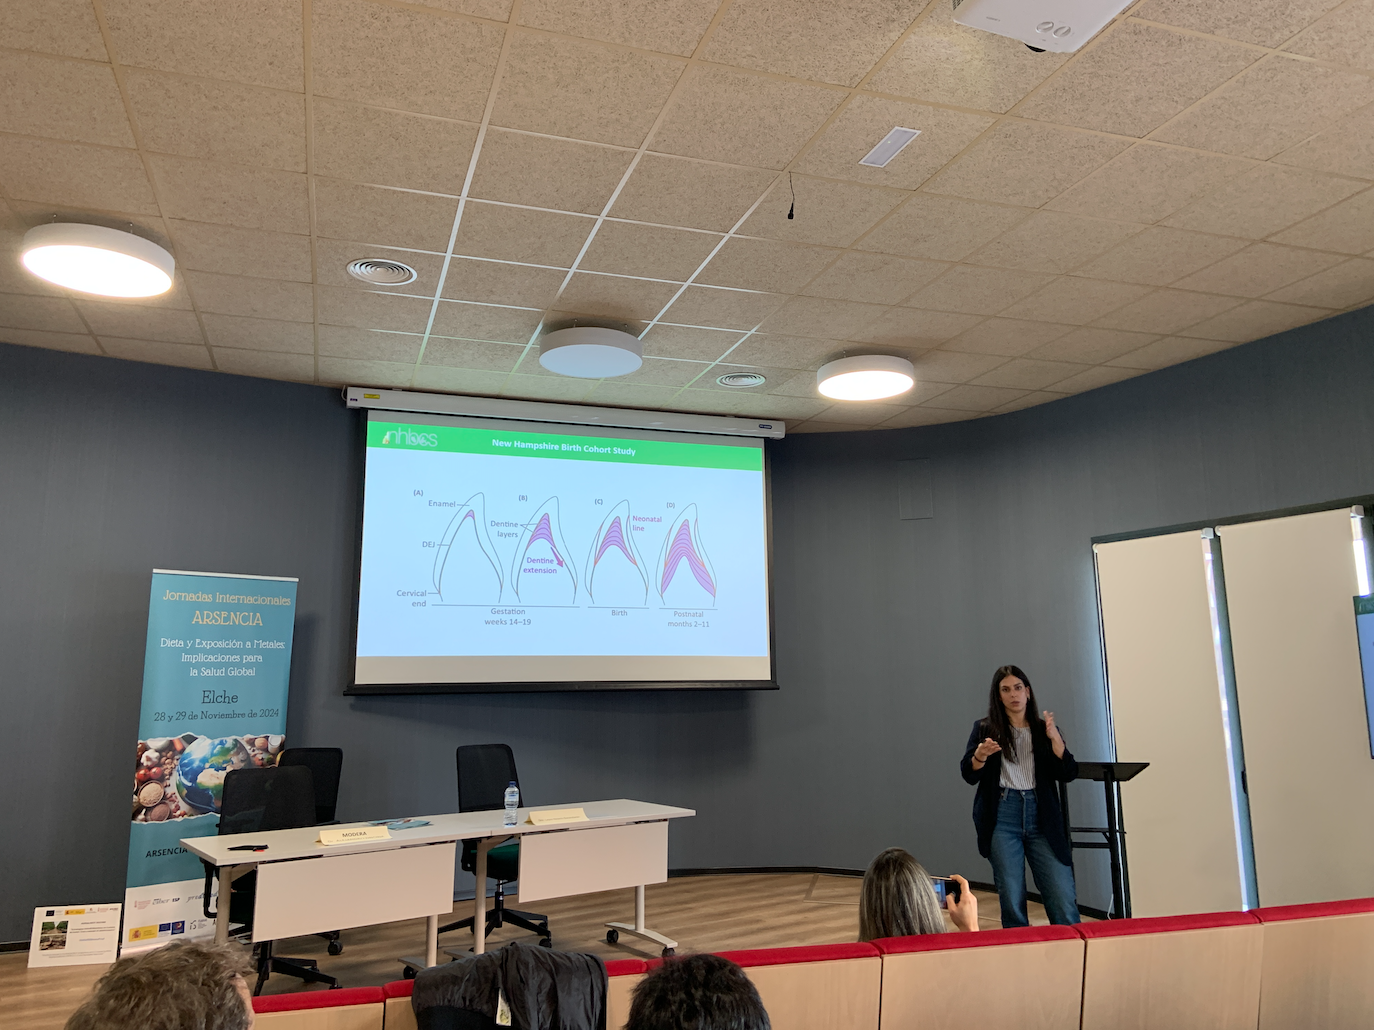 nhbcs
New Hampshire Birth Cohort Study
(A)
(B)
(C)
(D)
Enamel
DEJ
Cervical
end
Dentine
layers
Dentine
extension
Neonatal
line
Gestation
weeks 14–19
Birth
Postnatal
months 2–11
Jornadas Internacionales
ARSENCIA
Dieta y Exposición a Metales:
Implicaciones para
la Salud Global
Elche
28 y 29 de Noviembre de 2024
ARSENCIA
MODERA